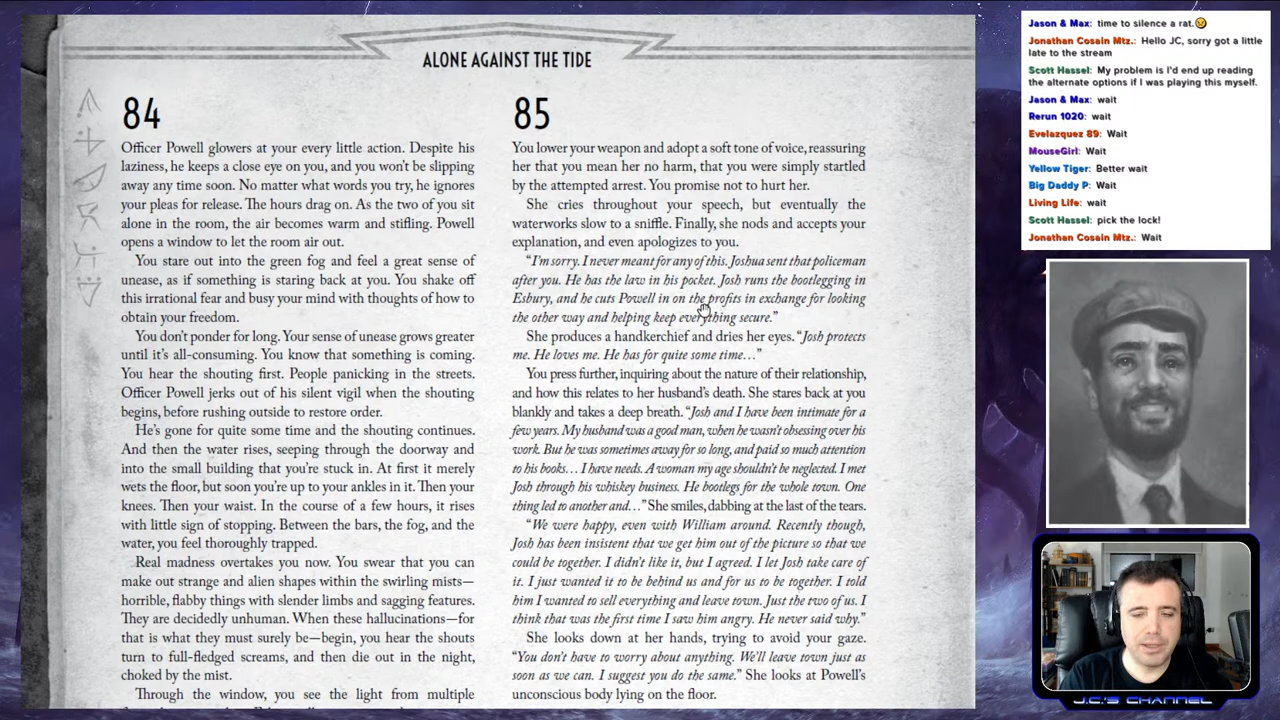 ALONE AGAINST THE TIDE
84
Officer Powell glowers at your every little action. Despite his
laziness, he keeps a close eye on you, and you won't be slipping
away any time soon. No matter what words you try, he ignores
your pleas for release. The hours drag on. As the two of you sit
alone in the room, the air becomes warm and stifling. Powell
opens a window to let the room air out.
You stare out into the green fog and feel a great sense of
unease, as if something is staring back at you. You shake off
this irrational fear and busy your mind with thoughts of how to
obtain your freedom.
You don't ponder for long. Your sense of unease grows greater
until it's all-consuming. You know that something is coming.
You hear the shouting first. People panicking in the streets.
Officer Powell jerks out of his silent vigil when the shouting
begins, before rushing outside to restore order.
He's gone for quite some time and the shouting continues.
And then the water rises, seeping through the doorway and
into the small building that you're stuck in. At first it merely
wets the floor, but soon you're up to your ankles in it. Then your
knees. Then your waist. In the course of a few hours, it rises
with little sign of stopping. Between the bars, the fog, and the
water, you feel thoroughly trapped.
Real madness overtakes you now. You swear that you can
make out strange and alien shapes within the swirling mists—
horrible, flabby things with slender limbs and sagging features.
They are decidedly unhuman. When these hallucinations—for
that is what they must surely be—begin, you hear the shouts
turn to full-fledged screams, and then die out in the night,
choked by the mist.
Through the window, you see the light from multiple
85
You lower your weapon and adopt a soft tone of voice, reassuring
her that you mean her no harm, that you were simply startled
by the attempted arrest. You promise not to hurt her.
She cries throughout your speech, but eventually the
waterworks slow to a sniffle. Finally, she nods and accepts your
explanation, and even apologizes to you.
"I'm sorry. I never meant for any of this. Joshua sent that policeman
after you. He has the law in his pocket. Josh runs the bootlegging in
Esbury, and he cuts Powell in on the profits in exchange for looking
the other way and helping keep everything secure."
She produces a handkerchief and dries her eyes. "Josh protects
me. He loves me. He has for quite some time…"
You press further, inquiring about the nature of their relationship,
and how this relates to her husband's death. She stares back at you
blankly and takes a deep breath. "Josh and I have been intimate for a
few years. My husband was a good man, when he wasn't obsessing over his
work. But he was sometimes away for so long, and paid so much attention
to his books… I have needs. A woman my age shouldn't be neglected. I met
Josh through his whiskey business. He bootlegs for the whole town. One
thing led to another and…" She smiles, dabbing at the last of the tears.
"We were happy, even with William around. Recently though,
Josh has been insistent that we get him out of the picture so that we
could be together. I didn't like it, but I agreed. I let Josh take care of
it. I just wanted it to be behind us and for us to be together. I told
him I wanted to sell everything and leave town. Just the two of us. I
think that was the first time I saw him angry. He never said why."
She looks down at her hands, trying to avoid your gaze.
"You don't have to worry about anything. We'll leave town just as
soon as we can. I suggest you do the same." She looks at Powell's
unconscious body lying on the floor.
Jason & Max: time to silence a rat.
Jonathan Cosain Mtz.: Hello JC, sorry got a little
late to the stream
Scott Hassel: My problem is I'd end up reading
the alternate options if I was playing this myself.
Jason & Max: wait
Rerun 1020: wait
Evelazquez 89: Wait
MouseGirl: Wait
Yellow Tiger: Better wait
Big Daddy P: Wait
Living Life: wait
Scott Hassel: pick the lock!
Jonathan Cosain Mtz.: Wait
J.C.'S CHANNEL